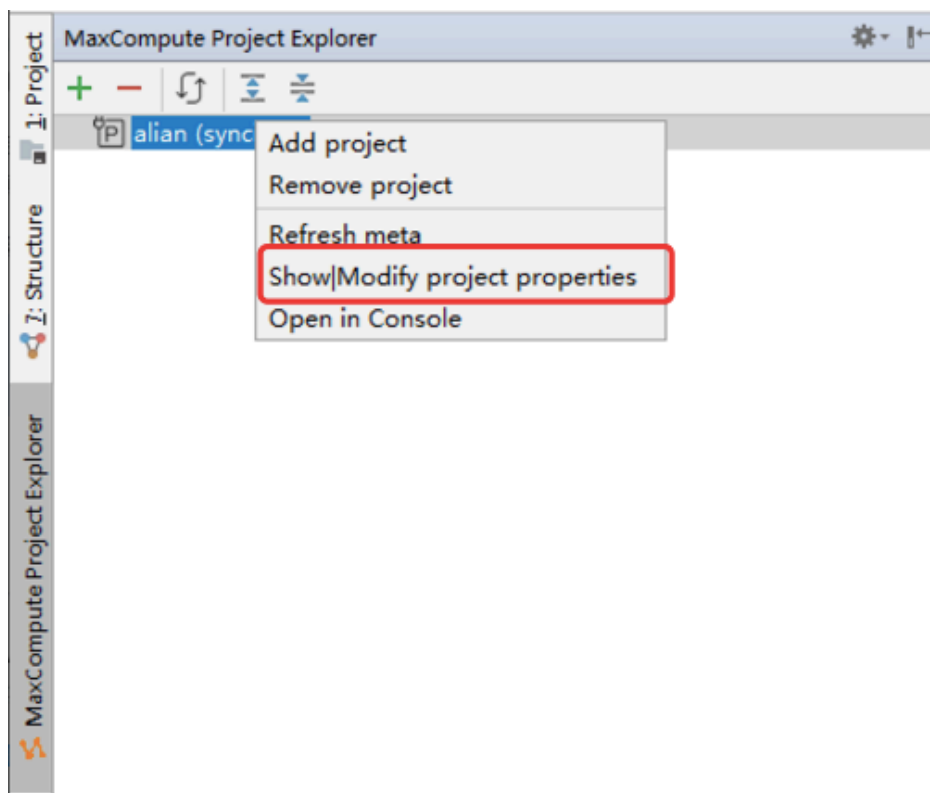 1: Project
7: Structure
MaxCompute Project Explorer
MaxCompute Project Explorer
P alian (sync
Add project
Remove project
Refresh meta
Show|Modify project properties
Open in Console